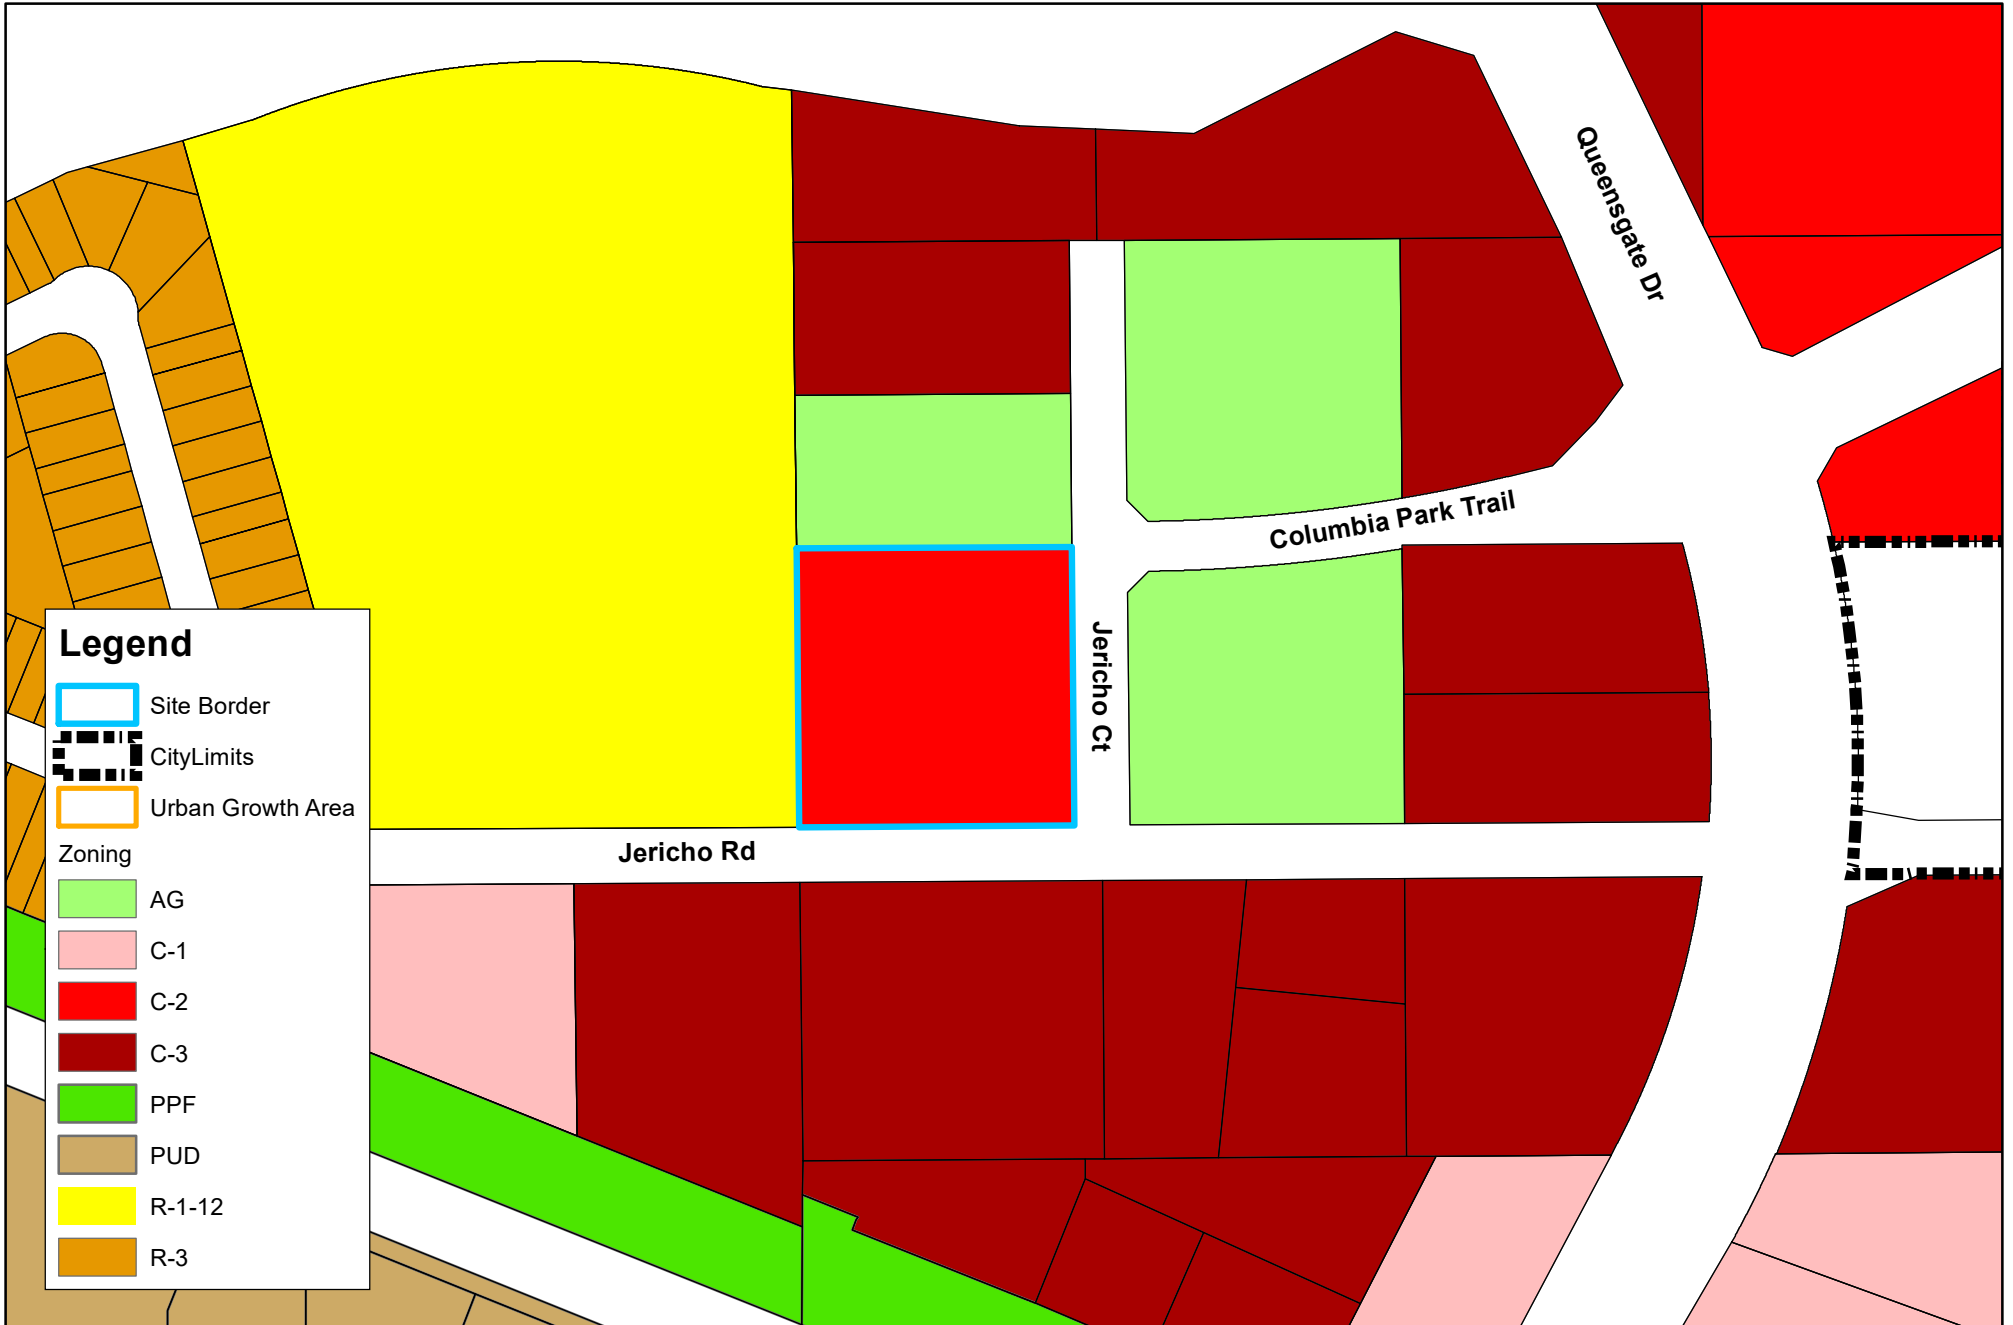 Queensgate Dr
Columbia Park Trail
Jericho Ct
Jericho Rd
Legend
Site Border
CityLimits
Urban Growth Area
Zoning
AG
C-1
C-2
C-3
PPF
PUD
R-1-12
R-3